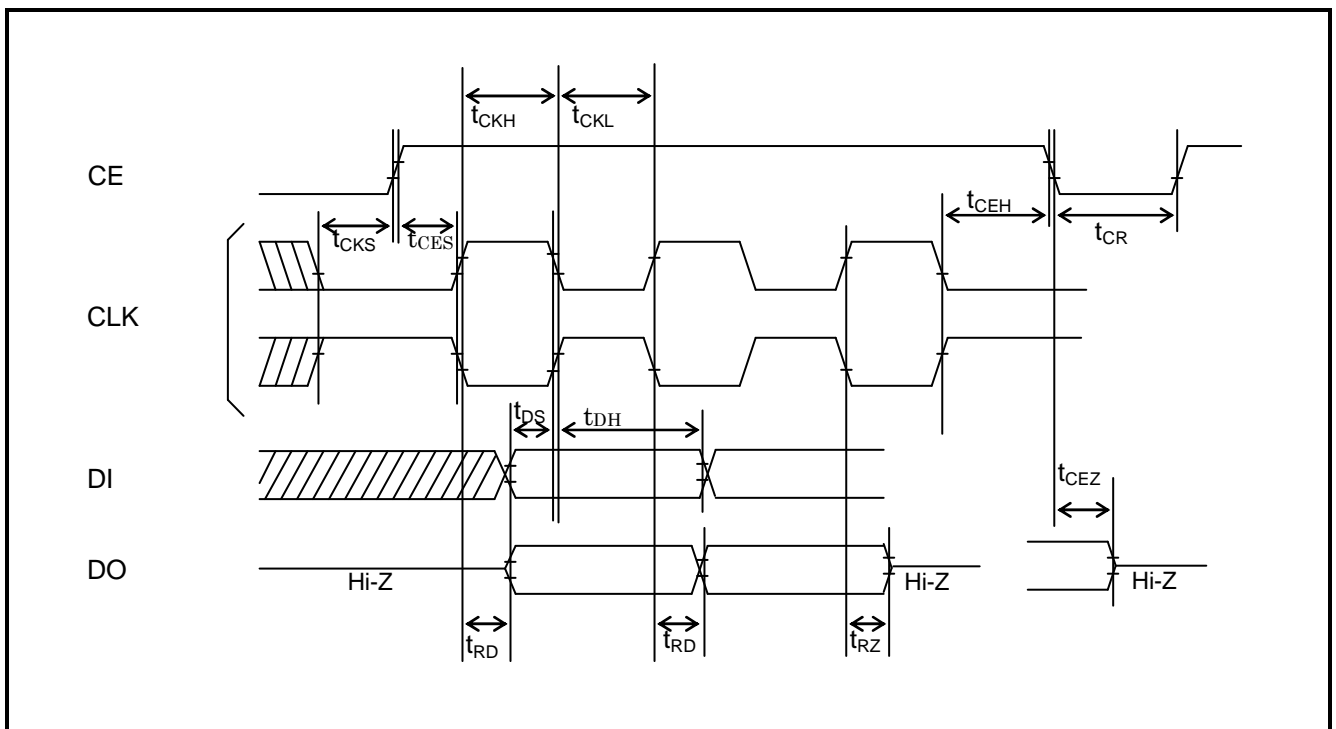 tCKH tCKL
CE
tCEH
tCKS tCES tCR
CLK
tDS tDH
DI
tCEZ
DO
Hi-Z Hi-Z Hi-Z
tRD tRD tRZ